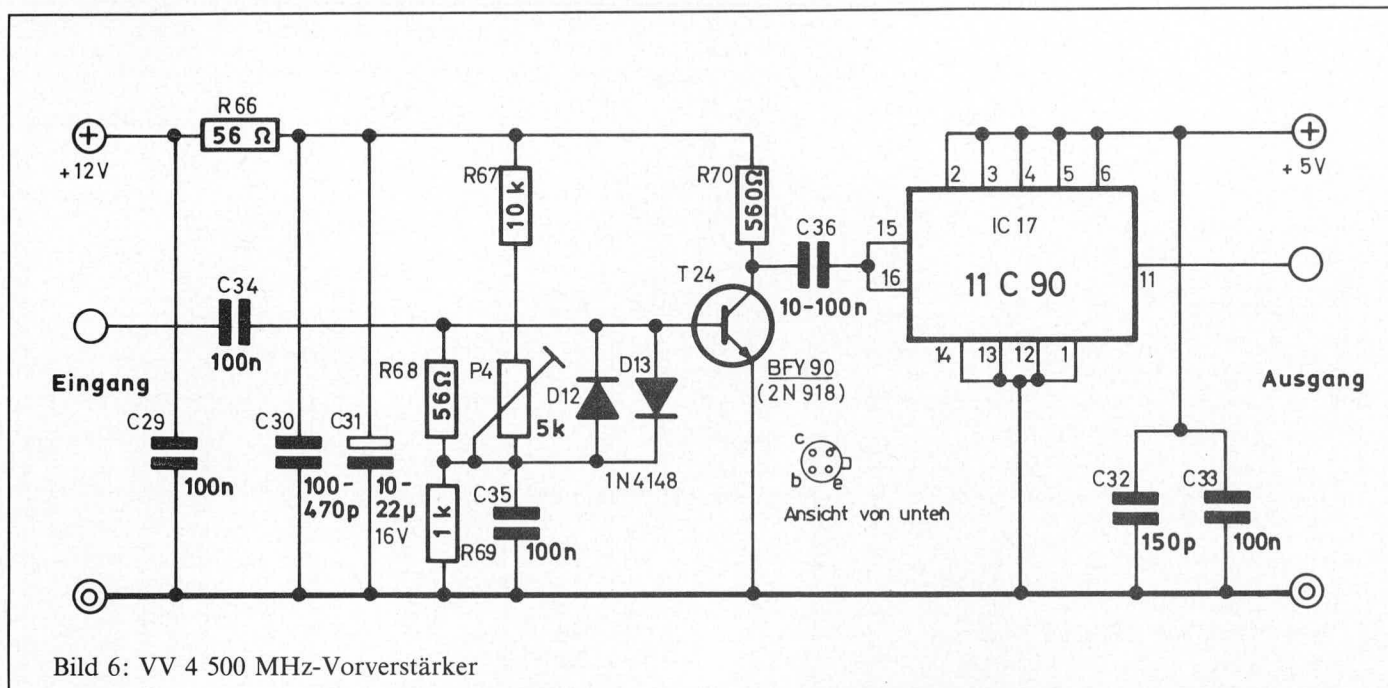 R66
56 Ω
+12V
R67
10 k
R70
560Ω
C36
10-100n
15
16
2 3 4 5 6
IC 17
11 C 90
11
14 13 12 1
+ 5V
C34
100n
T 24
Eingang
R68
56Ω
P4
5k
D12
D13
1N4148
BFY 90
(2N 918)
Ausgang
C29
100n
C30
100-
470p
C31
10-
22µ
16V
1 k
R69
C35
100n
c
b e
Ansicht von unten
C32
150p
C33
100n
Bild 6: VV 4 500 MHz-Vorverstärker